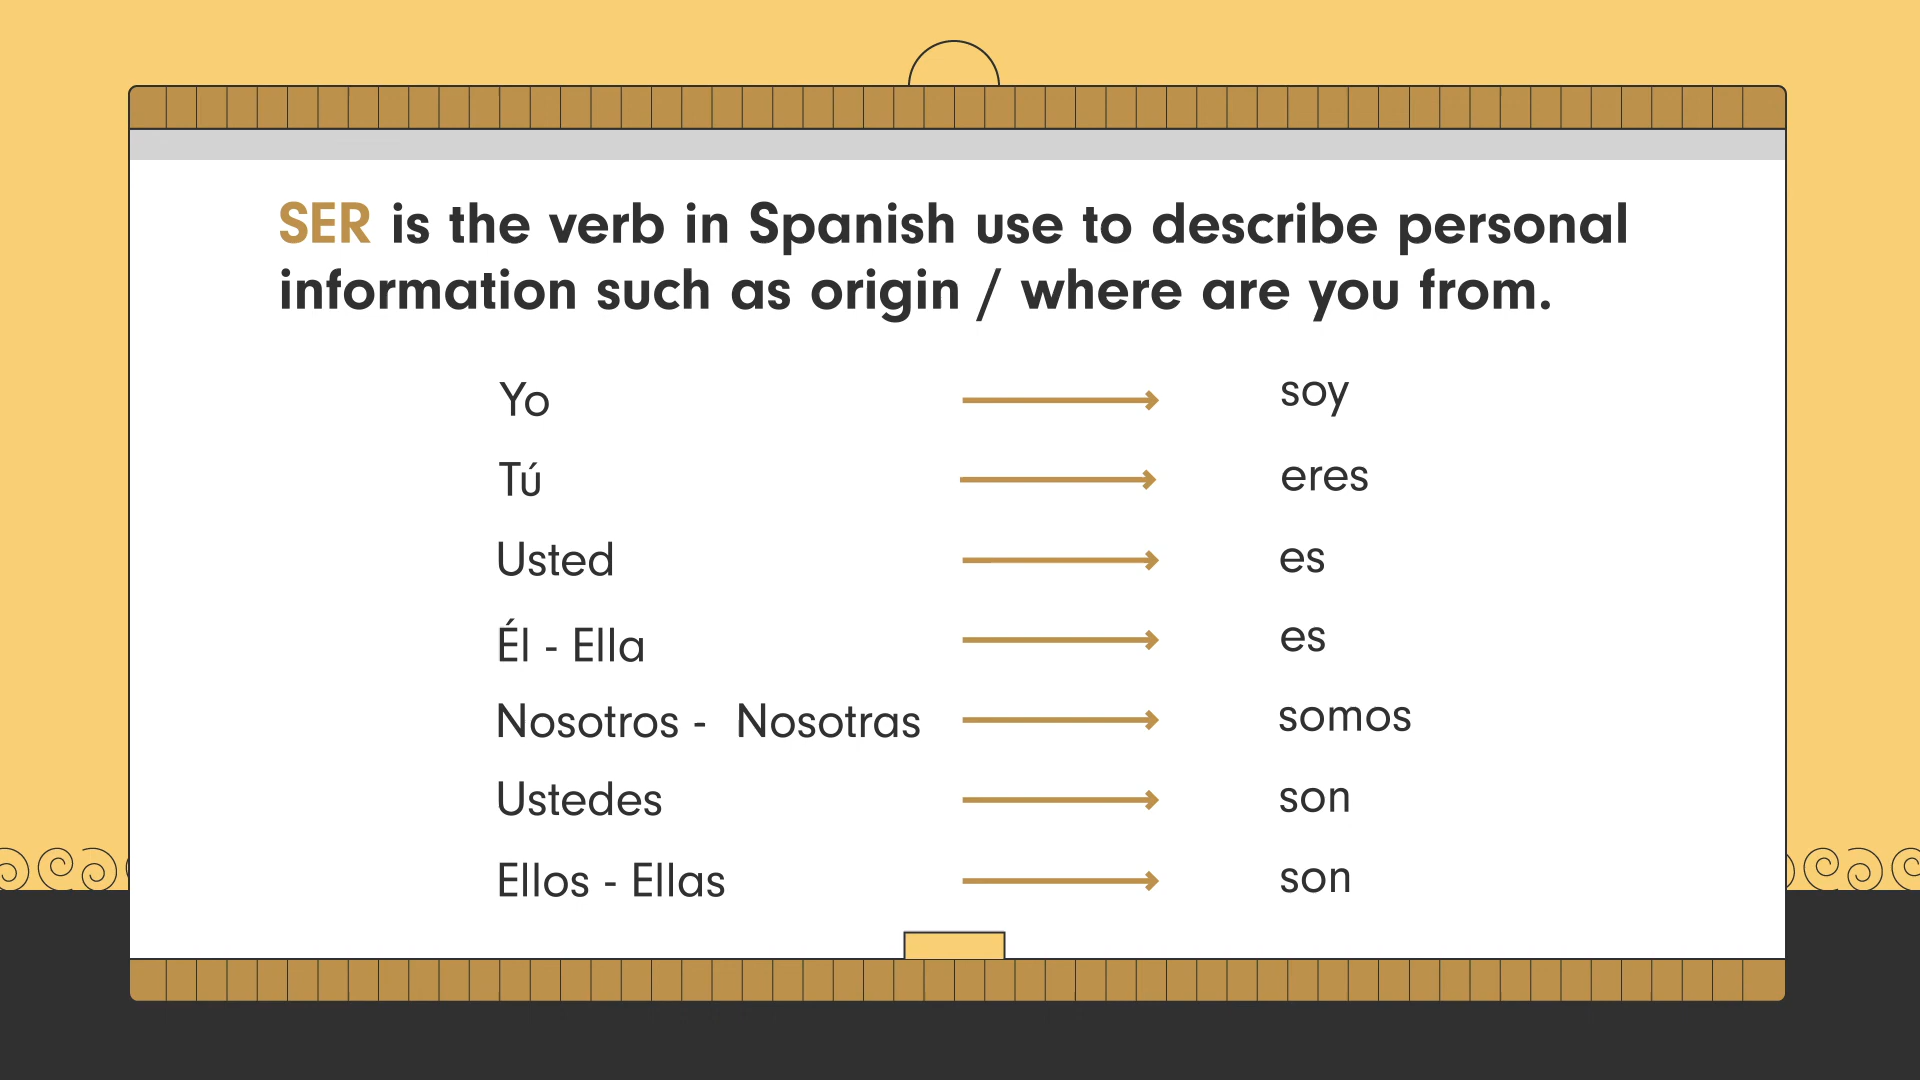 SER is the verb in Spanish use to describe personal
information such as origin / where are you from.
Yo soy
Tú eres
Usted es
Él - Ella es
Nosotros - Nosotras somos
Ustedes son
Ellos - Ellas son